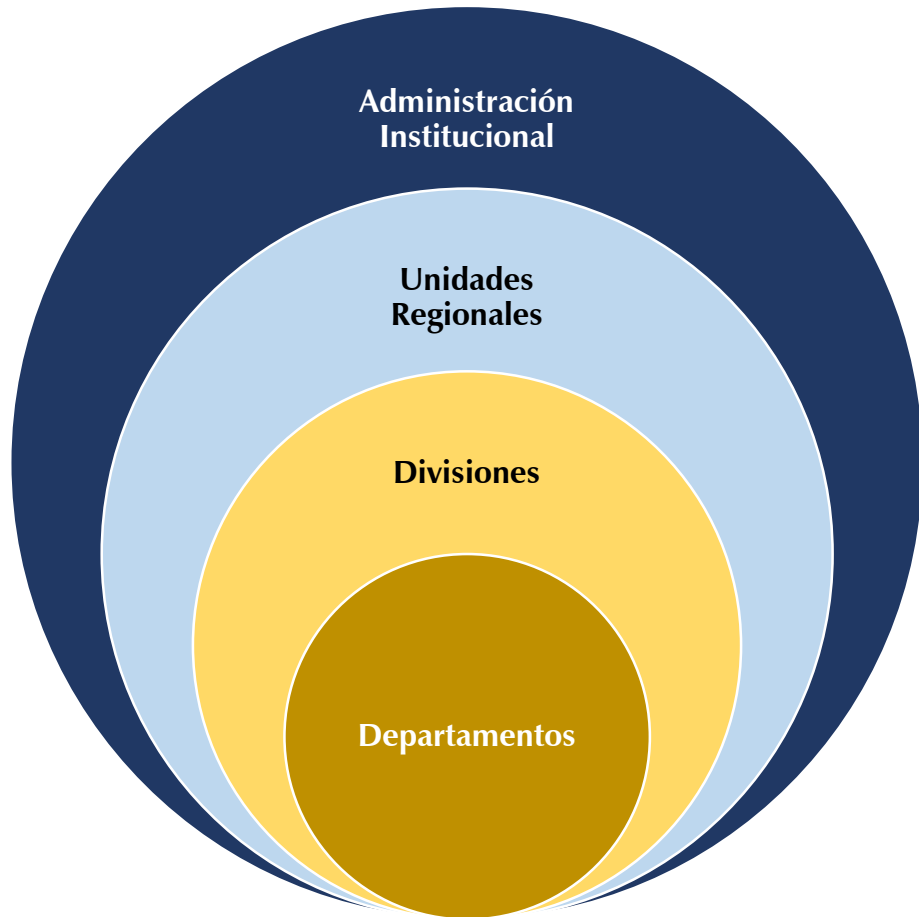 Administración
Institucional
Unidades
Regionales
Divisiones
Departamentos